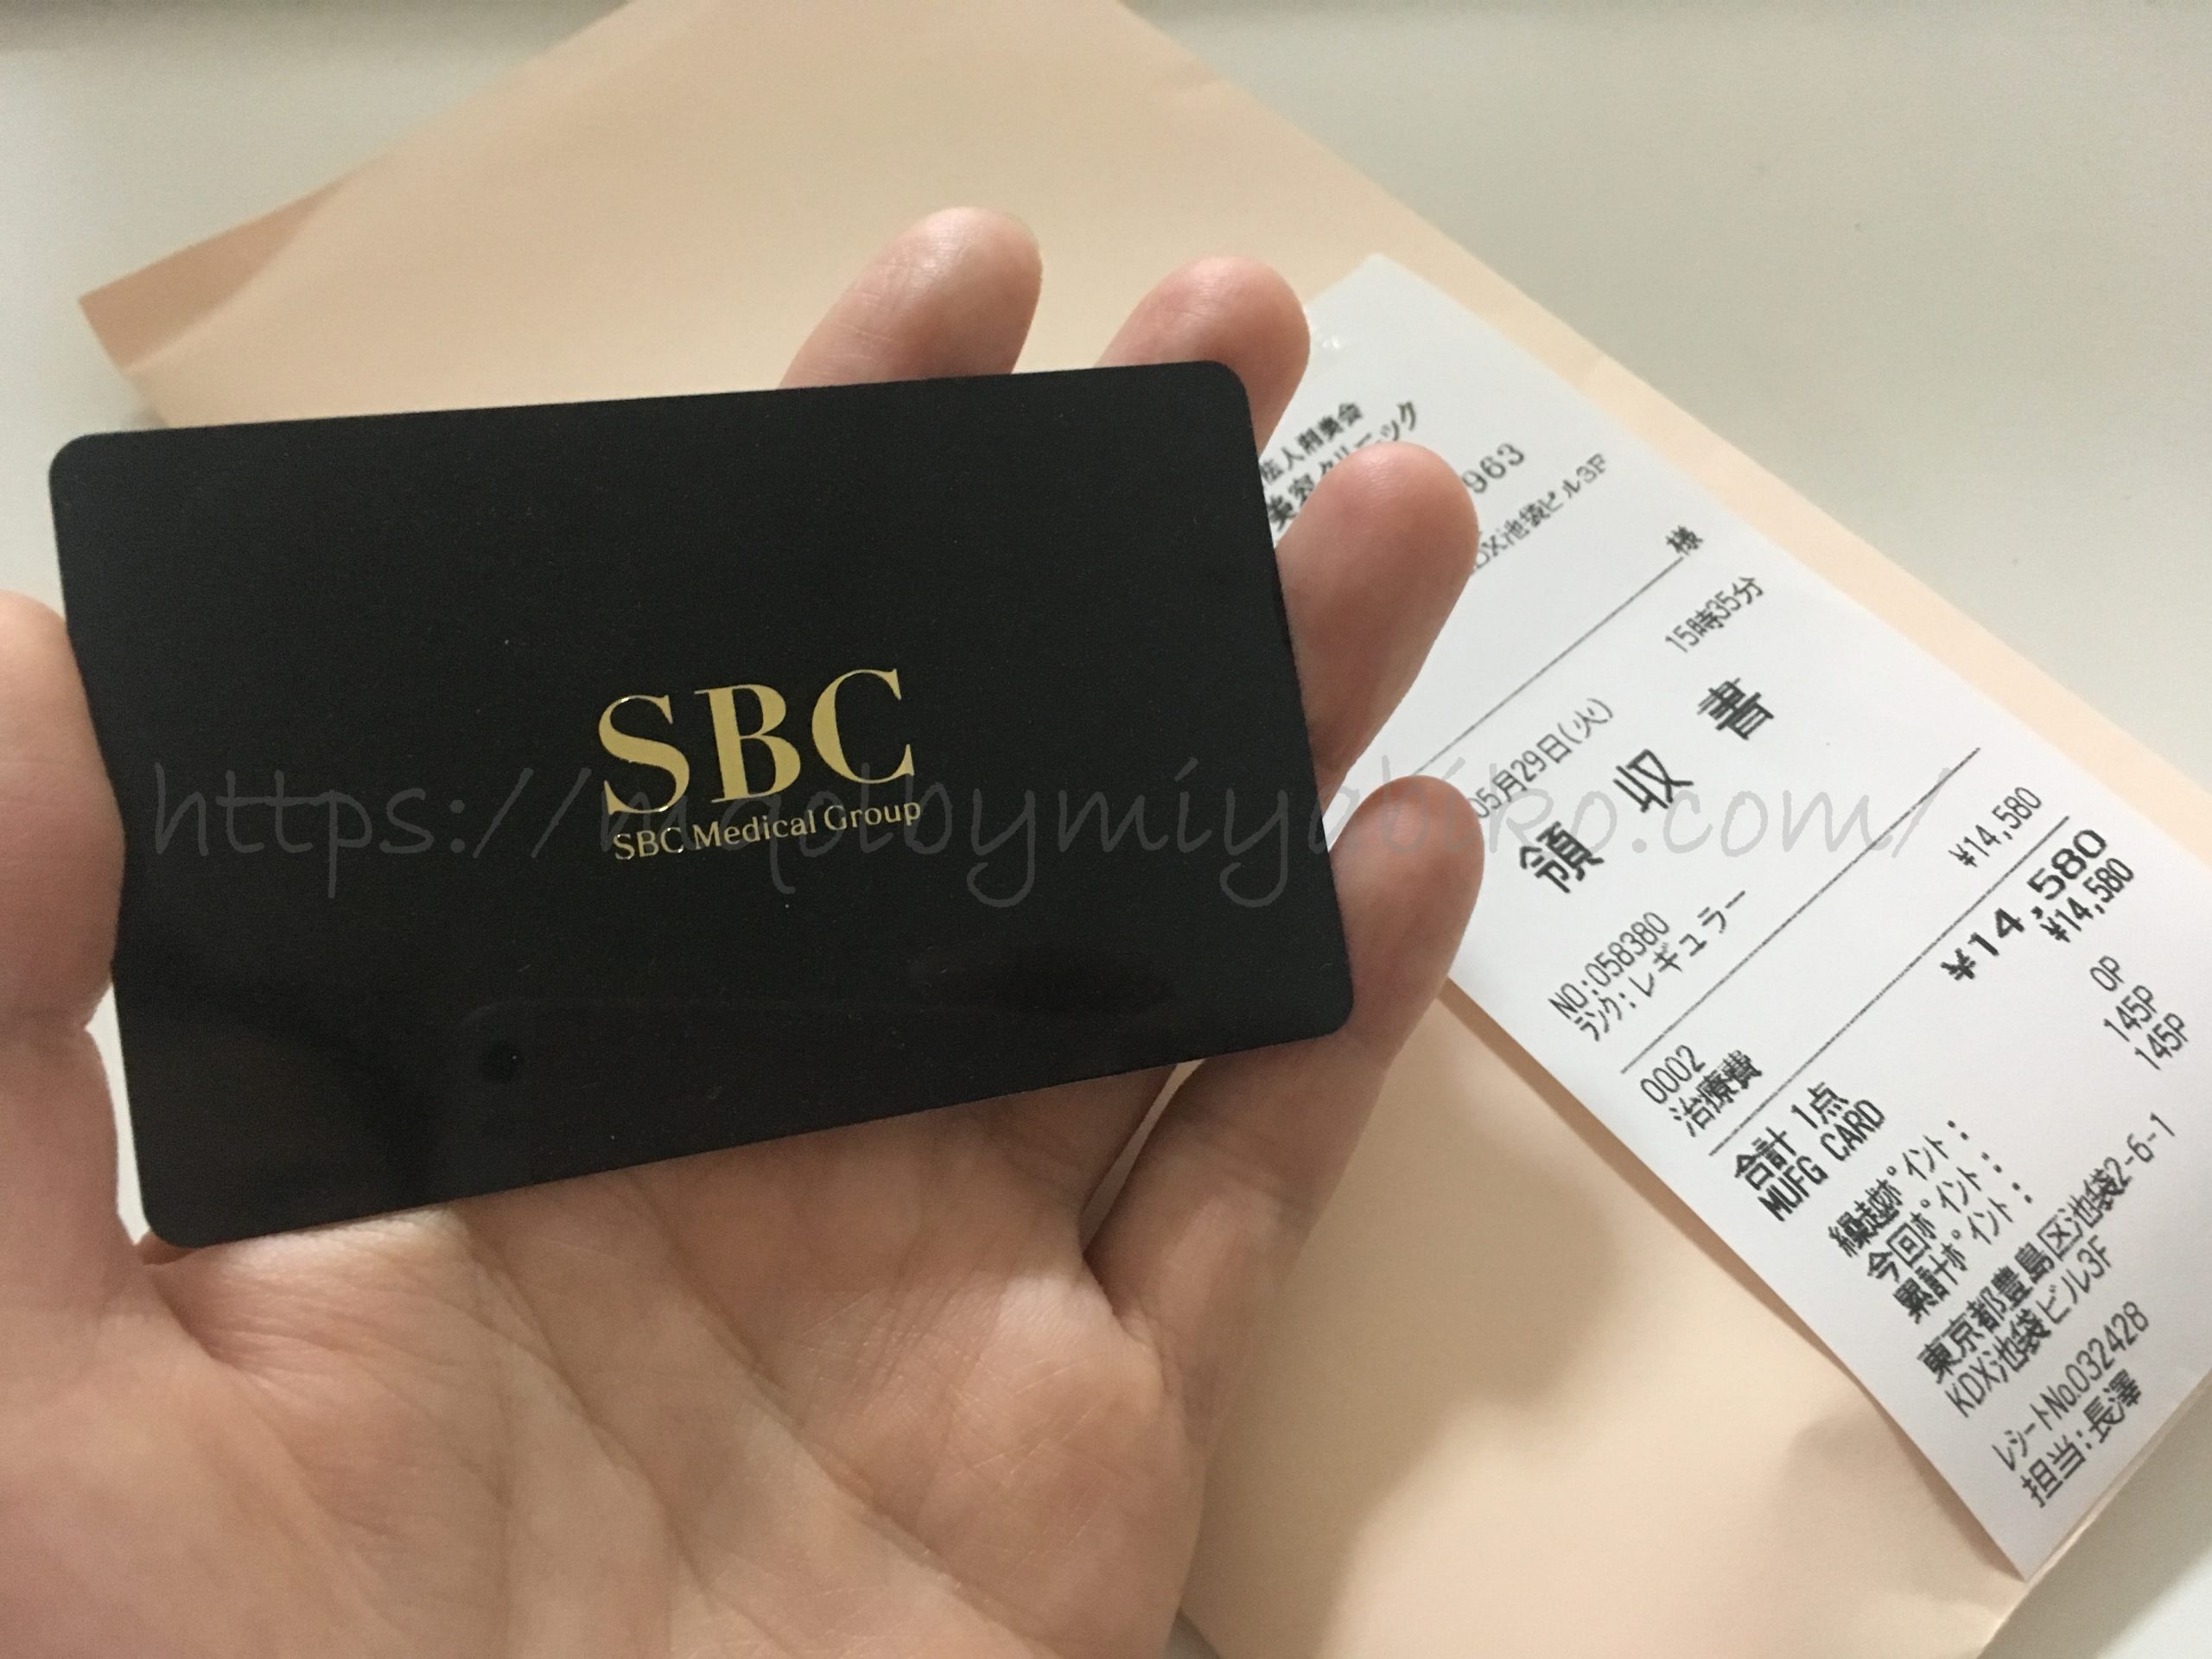 SBC
SBC Medical Group
法人湘美会
美容クリニック
963
KDX池袋ビル3F
様
15時35分
05月29日(火)
領収書
NO:058380
ランク:レギュラー
0002
治療費 ¥14,580
合計 1点 ¥14,580
MUFG CARD ¥14,580
繰越ポイント: 0P
今回ポイント: 145P
累計ポイント: 145P
東京都豊島区池袋2-6-1
KDX池袋ビル3F
レシートNo.032428
担当:長澤